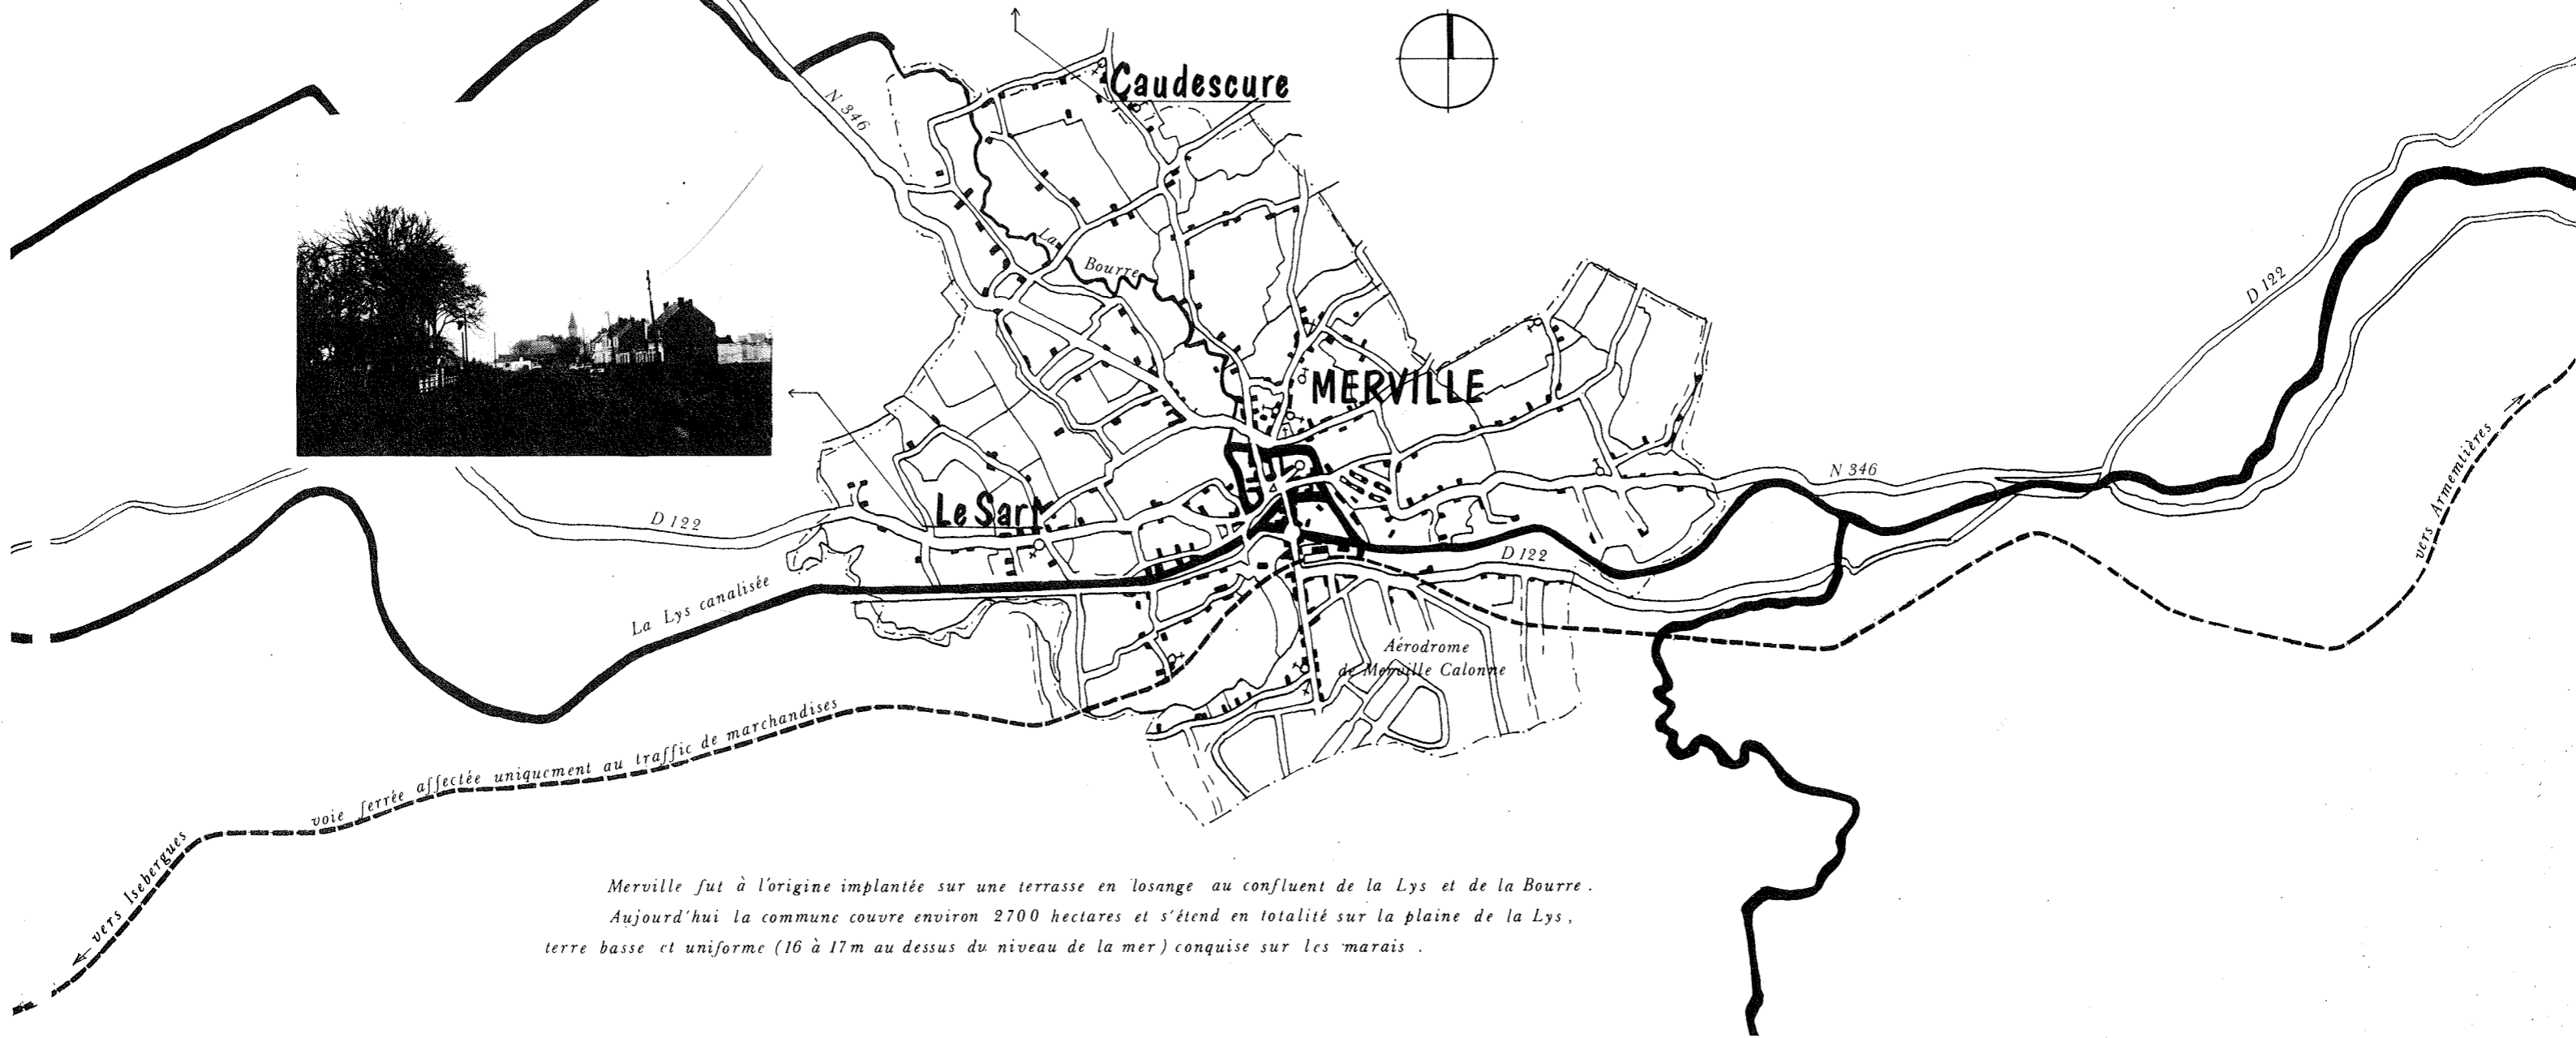 Caudescure
N 346
La
Bourre
D 122
MERVILLE
N 346
vers Armentières
Le Sart
D 122
D 122
La Lys canalisée
Aérodrome
de Merville Calonne
voie ferrée affectée uniquement au traffic de marchandises
vers Isebergues
Merville fut à l'origine implantée sur une terrasse en losange au confluent de la Lys et de la Bourre .
Aujourd'hui la commune couvre environ 2700 hectares et s'étend en totalité sur la plaine de la Lys ,
terre basse et uniforme (16 à 17m au dessus du niveau de la mer) conquise sur les marais .